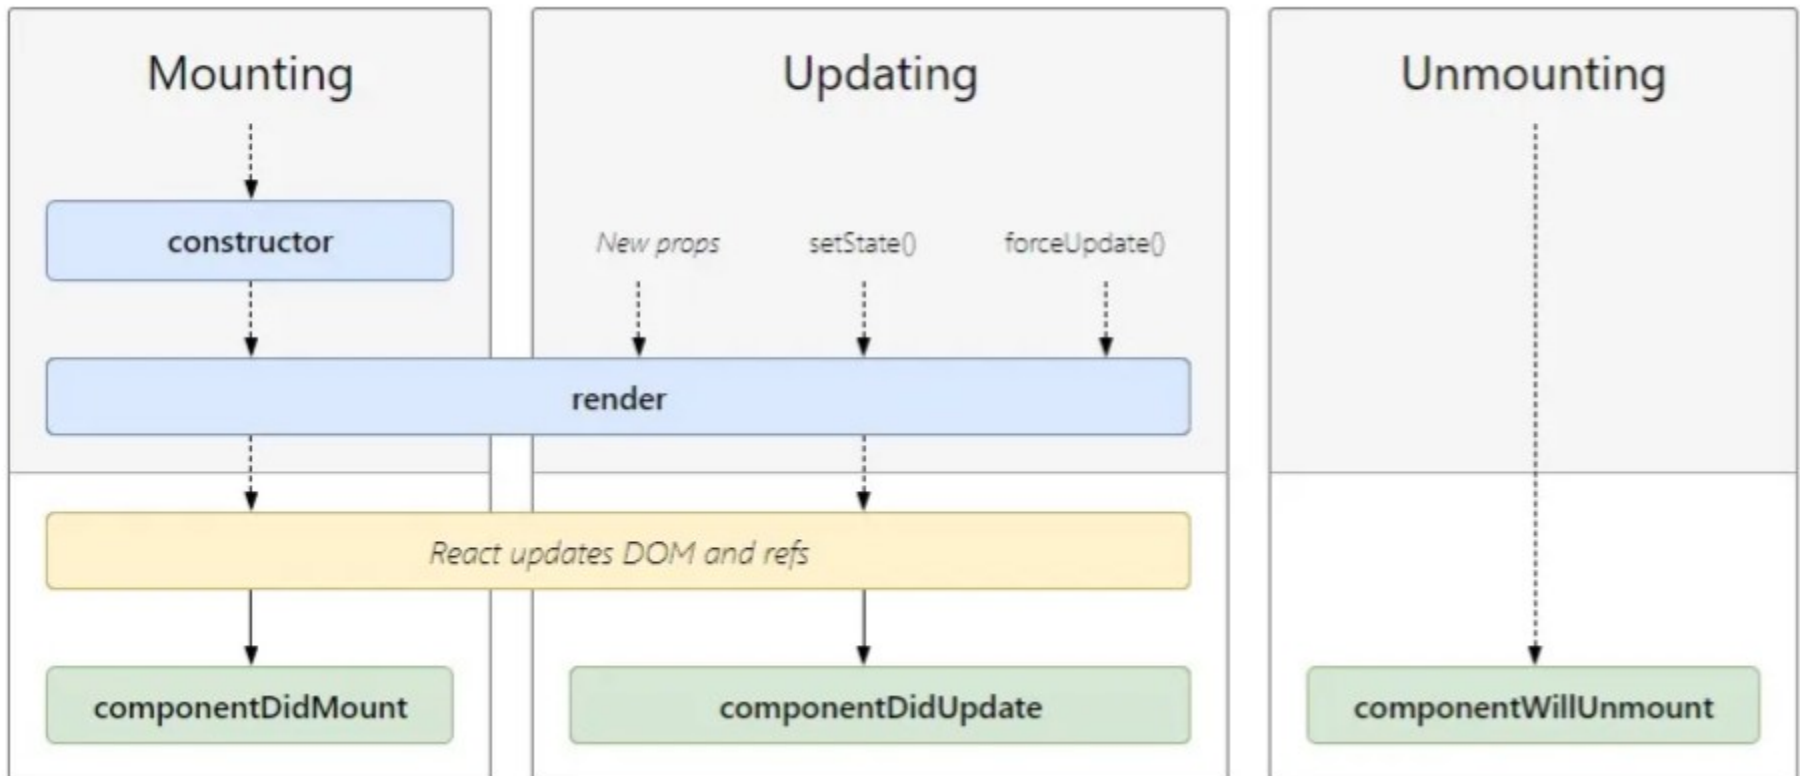 Mounting
Updating
Unmounting
constructor
New props
setState()
forceUpdate()
render
React updates DOM and refs
componentDidMount
componentDidUpdate
componentWillUnmount